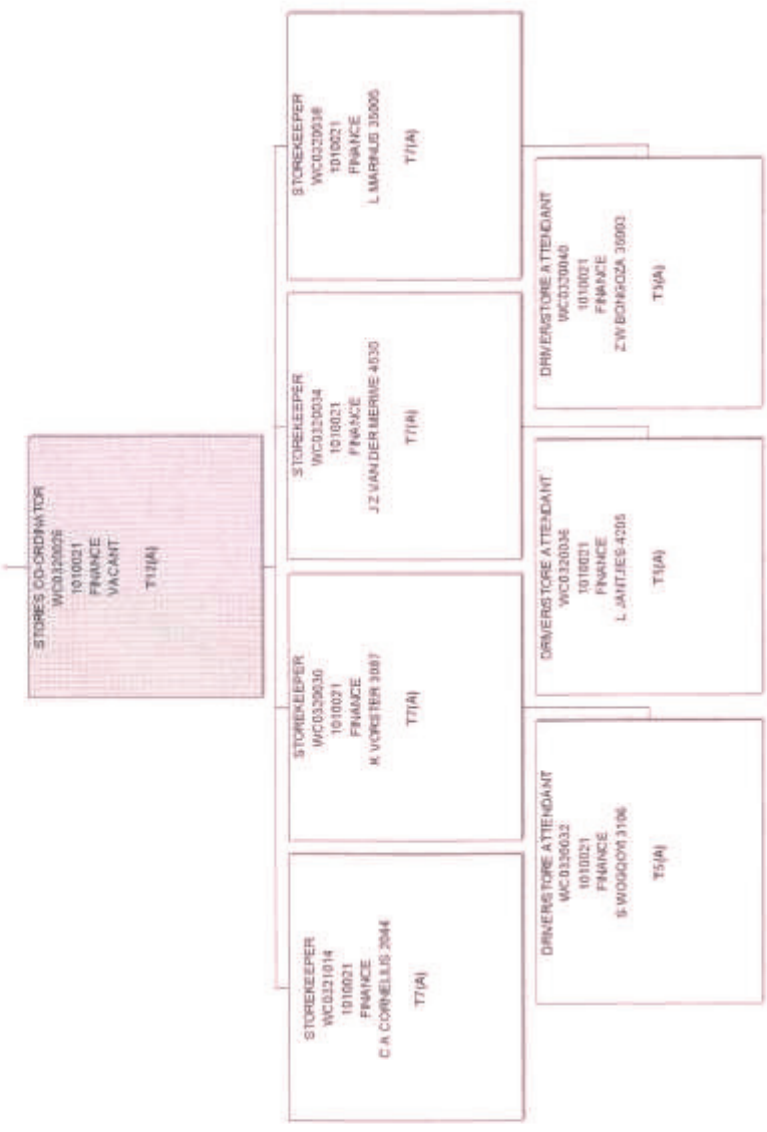 STORES CO-ORDINATOR
WC0320026
1010021
FINANCE
VACANT
T12(A)
STOREKEEPER
WC0321014
1010021
FINANCE
C A CORNELIUS 2044
T7(A)
STOREKEEPER
WC0320030
1010021
FINANCE
K VORSTER 3087
T7(A)
STOREKEEPER
WC0320034
1010021
FINANCE
J Z VAN DER MERWE 4530
T7(A)
STOREKEEPER
WC0320038
1010021
FINANCE
L MARINUS 35005
T7(A)
DRIVER/STORE ATTENDANT
WC0320032
1010021
FINANCE
S WOGQOYI 3106
T5(A)
DRIVER/STORE ATTENDANT
WC0320036
1010021
FINANCE
L JANTJIES 4205
DRIVER/STORE ATTENDANT
WC0320040
1010021
FINANCE
Z W BONGOZA 35003